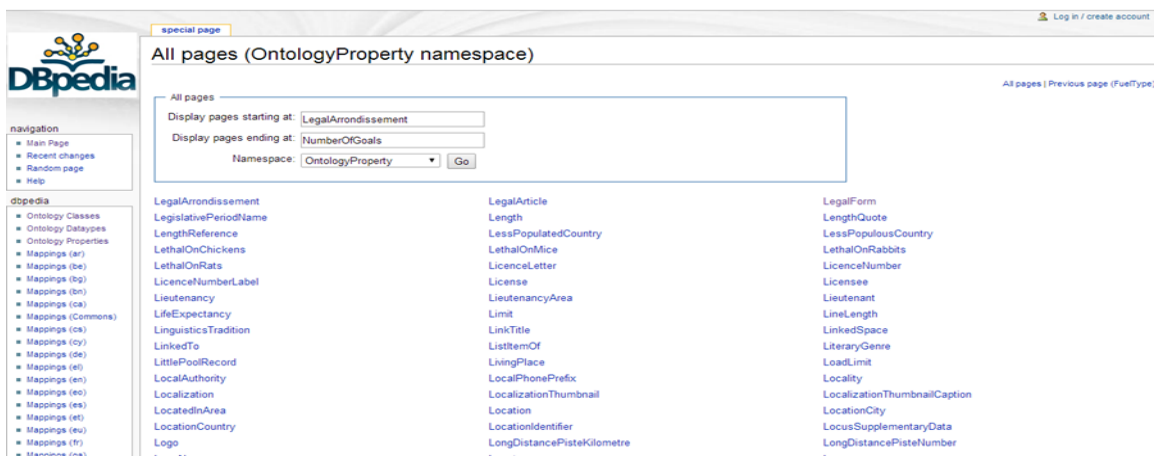 Log in / create account
special page
DBpedia
All pages (OntologyProperty namespace)
All pages | Previous page (FuelType)
All pages
Display pages starting at: LegalArrondissement
Display pages ending at: NumberOfGoals
Namespace: OntologyProperty Go
navigation
Main Page
Recent changes
Random page
Help
dbpedia
Ontology Classes
Ontology Dataypes
Ontology Properties
Mappings (ar)
Mappings (be)
Mappings (bg)
Mappings (bn)
Mappings (ca)
Mappings (Commons)
Mappings (cs)
Mappings (cy)
Mappings (de)
Mappings (el)
Mappings (en)
Mappings (eo)
Mappings (es)
Mappings (et)
Mappings (eu)
Mappings (fr)
Mappings (ga)
LegalArrondissement LegalArticle LegalForm
LegislativePeriodName Length LengthQuote
LengthReference LessPopulatedCountry LessPopulousCountry
LethalOnChickens LethalOnMice LethalOnRabbits
LethalOnRats LicenceLetter LicenceNumber
LicenceNumberLabel License Licensee
Lieutenancy LieutenancyArea Lieutenant
LifeExpectancy Limit LineLength
LinguisticsTradition LinkTitle LinkedSpace
LinkedTo ListItemOf LiteraryGenre
LittlePoolRecord LivingPlace LoadLimit
LocalAuthority LocalPhonePrefix Locality
Localization LocalizationThumbnail LocalizationThumbnailCaption
LocatedInArea Location LocationCity
LocationCountry LocationIdentifier LocusSupplementaryData
Logo LongDistancePisteKilometre LongDistancePisteNumber